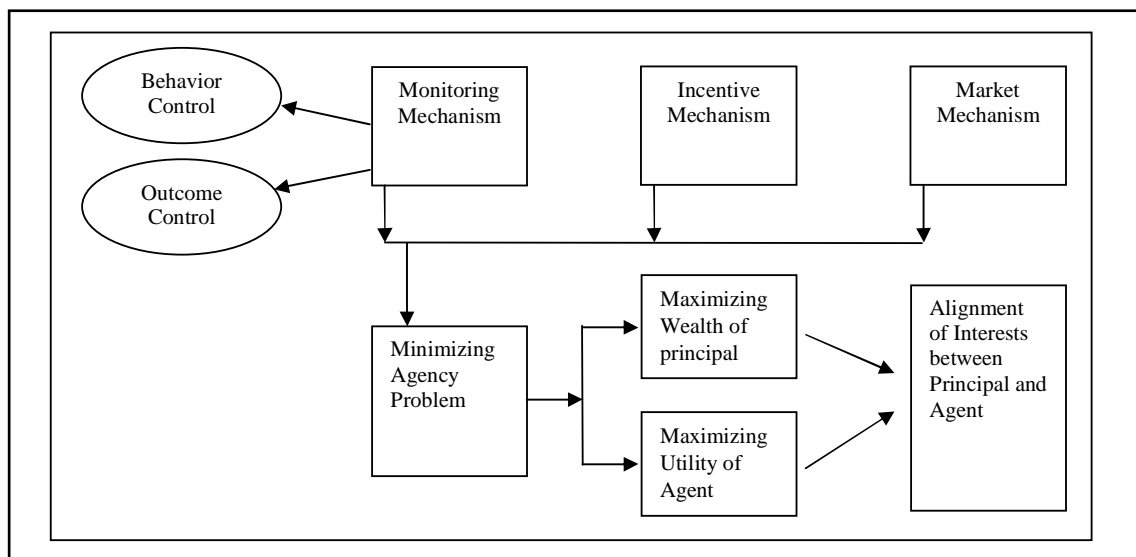 Behavior
Control
Monitoring
Mechanism
Incentive
Mechanism
Market
Mechanism
Outcome
Control
Minimizing
Agency
Problem
Maximizing
Wealth of
principal
Maximizing
Utility of
Agent
Alignment
of Interests
between
Principal and
Agent